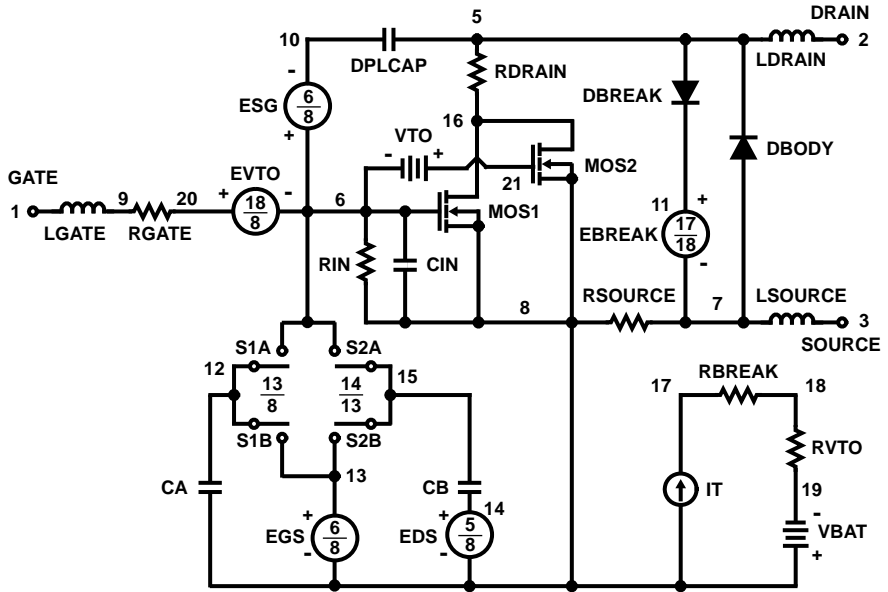 5
DRAIN
10
2
DPLCAP
LDRAIN
-
RDRAIN
DBREAK
ESG
6
8
+
16
VTO
- +
DBODY
MOS2
GATE
EVTO
21
9
20
+
-
6
1
18
8
MOS1
11
+
LGATE
RGATE
EBREAK
17
18
-
RIN
CIN
8
RSOURCE
7
LSOURCE
3
SOURCE
S1A
S2A
12
13
8
14
13
15
RBREAK
17
18
S1B
S2B
RVTO
13
CA
CB
14
IT
19
-
VBAT
+
+
EGS
6
8
-
+
EDS
5
8
-